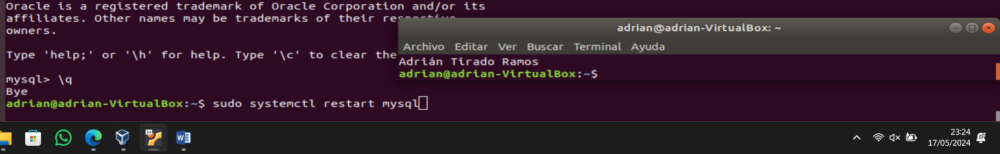 Oracle is a registered trademark of Oracle Corporation and/or its
affiliates. Other names may be trademarks of their respective
owners.
Type 'help;' or '\h' for help. Type '\c' to clear the
mysql> \q
Bye
adrian@adrian-VirtualBox:~$ sudo systemctl restart mysql
adrian@adrian-VirtualBox: ~
Archivo Editar Ver Buscar Terminal Ayuda
Adrián Tirado Ramos
adrian@adrian-VirtualBox:~$
64
W
23:24
17/05/2024